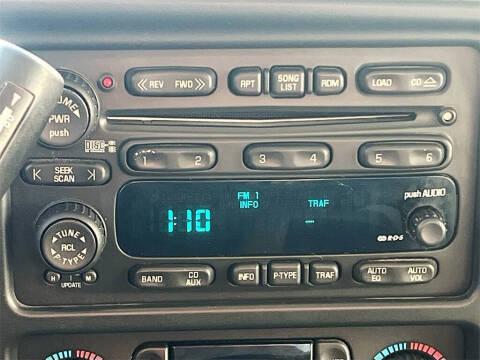 REV FWD
RPT SONG LIST RDM
LOAD CD
PWR
push
DISC
SEEK
SCAN
1 2 3 4 5 6
FM 1
INFO TRAF
1:10
push AUDIO
R·D·S
TUNE
RCL
P-TYPE
H M
UPDATE
BAND CD AUX
INFO P-TYPE TRAF
AUTO EQ AUTO VOL